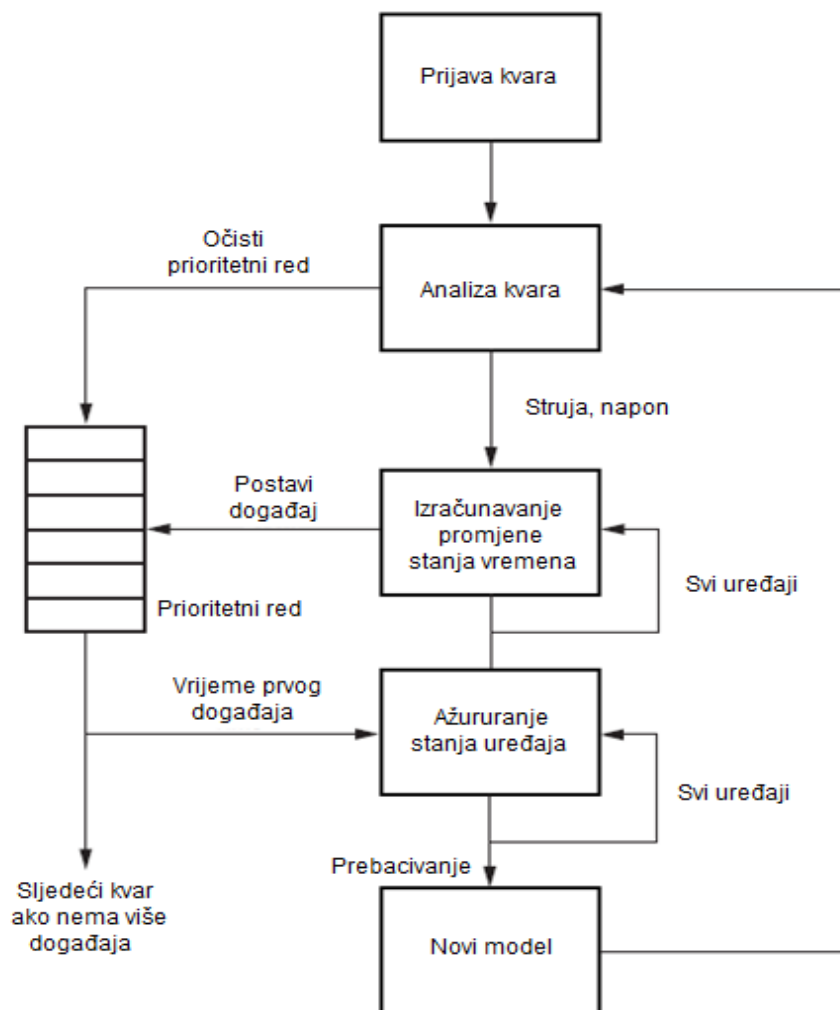 Prijava kvara
Očisti
prioritetni red
Analiza kvara
Struja, napon
Postavi
događaj
Izračunavanje
promjene
stanja vremena
Svi uređaji
Prioritetni red
Vrijeme prvog
događaja
Ažururanje
stanja uređaja
Svi uređaji
Prebacivanje
Sljedeći kvar
ako nema više
događaja
Novi model